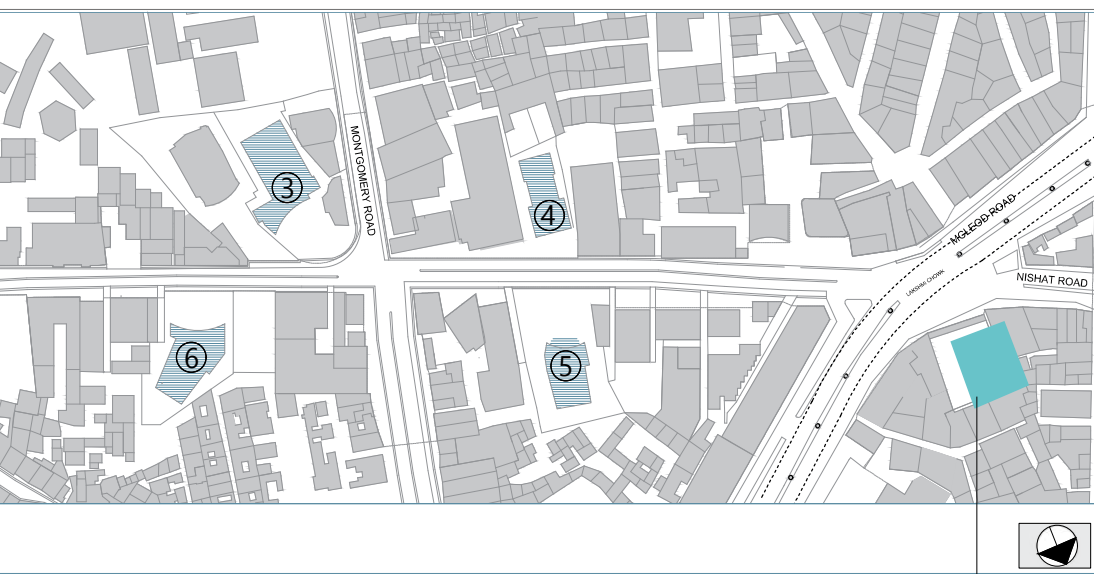 MONTGOMERY ROAD
3
4
MCLEOD ROAD
LAKSHMI CHOWK
NISHAT ROAD
6
5